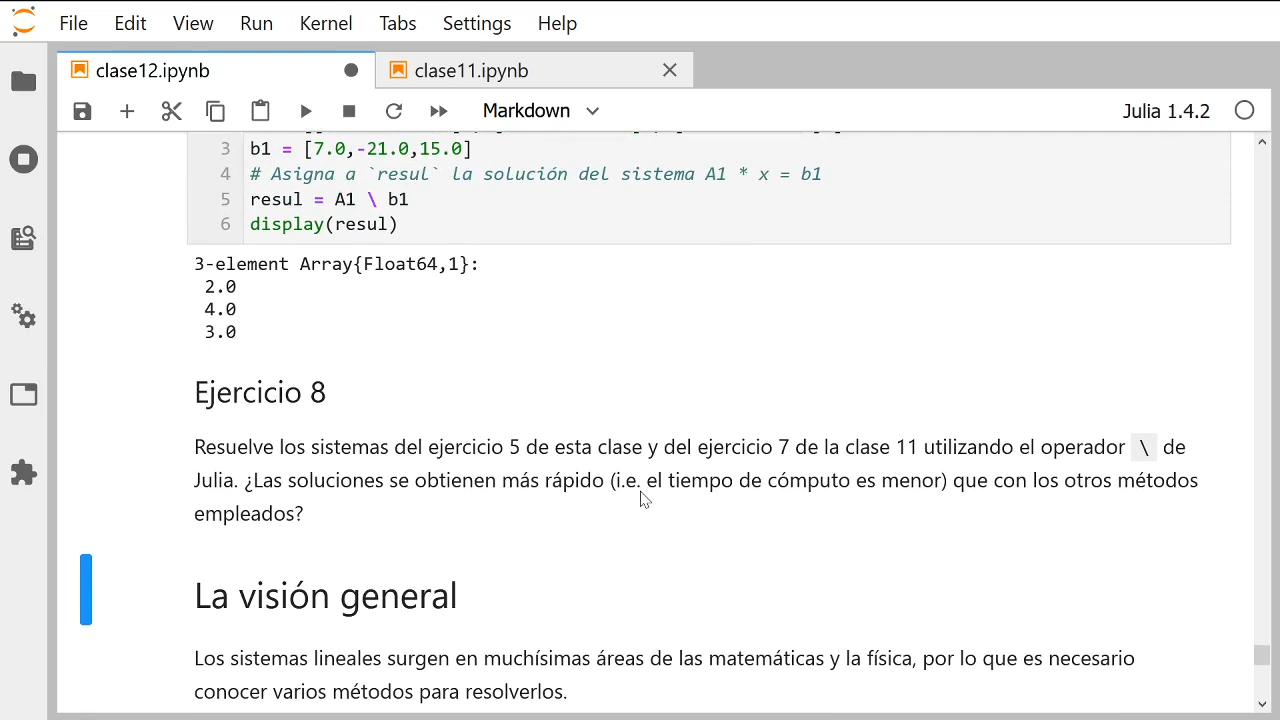 File Edit View Run Kernel Tabs Settings Help
clase12.ipynb clase11.ipynb
Markdown Julia 1.4.2
3 b1 = [7.0,-21.0,15.0]
4 # Asigna a `resul` la solución del sistema A1 * x = b1
5 resul = A1 \ b1
6 display(resul)
3-element Array{Float64,1}:
2.0
4.0
3.0
Ejercicio 8
Resuelve los sistemas del ejercicio 5 de esta clase y del ejercicio 7 de la clase 11 utilizando el operador \ de
Julia. ¿Las soluciones se obtienen más rápido (i.e. el tiempo de cómputo es menor) que con los otros métodos
empleados?
La visión general
Los sistemas lineales surgen en muchísimas áreas de las matemáticas y la física, por lo que es necesario
conocer varios métodos para resolverlos.